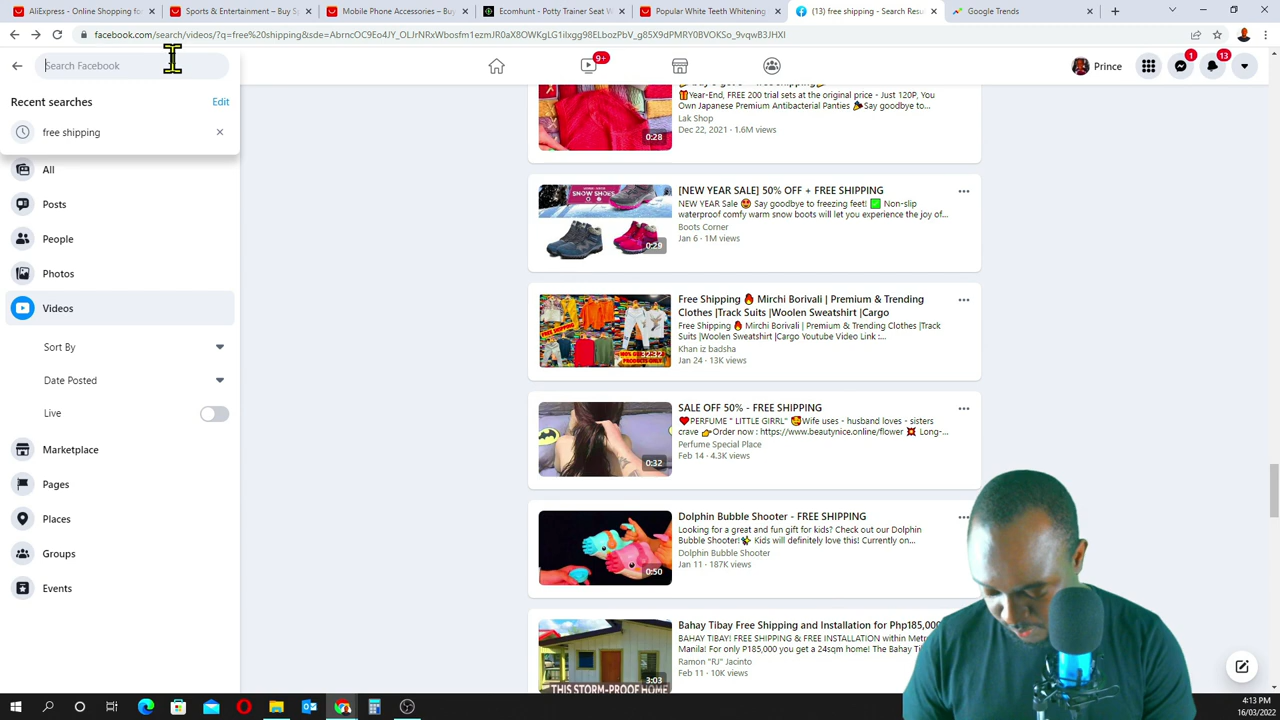 AliExpress - Online Shopping fo
Sports & Entertainment – Buy S
Mobile Phone Accessories – Buy
Ecomhunt - Potty Trainer Seat W
Popular White Teeth Whitening
(13) free shipping - Search Resu
Google Trends
facebook.com/search/videos/?q=free%20shipping&sde=
Search Facebook
9+
Prince
1
13
Recent searches
Edit
free shipping
All
Posts
People
Photos
Videos
Sort By
Date Posted
Live
Marketplace
Pages
Places
Groups
Events
🎁Year-End, FREE 200 trial sets at the original price - Just 120P, You
Own Japanese Premium Antibacterial Panties 🎉Say goodbye to
Lak Shop
Dec 22, 2021 · 1.6M views
0:28
[NEW YEAR SALE] 50% OFF + FREE SHIPPING
NEW YEAR Sale 😍 Say goodbye to freezing feet! 🟩 Non-slip
waterproof comfy warm snow boots will let you experience the joy of...
Boots Corner
Jan 6 · 1M views
SNOW SHOES
0:29
Free Shipping 🔥 Mirchi Borivali | Premium & Trending
Clothes |Track Suits |Woolen Sweatshirt |Cargo
Free Shipping 🔥 Mirchi Borivali | Premium & Trending Clothes |Track
Suits |Woolen Sweatshirt |Cargo Youtube Video Link :...
Khan iz badsha
Jan 24 · 13K views
32:32
SALE OFF 50% - FREE SHIPPING
❤️PERFUME " LITTLE GIRRL" 🥰Wife uses - husband loves - sisters
crave 👉Order now : https://www.beautynice.online/flower 💥 Long-...
Perfume Special Place
Feb 14 · 4.3K views
0:32
Dolphin Bubble Shooter - FREE SHIPPING
Looking for a great and fun gift for kids? Check out our Dolphin
Bubble Shooter!✨ Kids will definitely love this! Currently on...
Dolphin Bubble Shooter
Jan 11 · 187K views
0:50
Bahay Tibay Free Shipping and Installation for Php185,000
BAHAY TIBAY! FREE SHIPPING & FREE INSTALLATION within Metro
Manila! For only P185,000 you get a 24sqm home! The Bahay
Ramon "RJ" Jacinto
Feb 11 · 10K views
3:03
THIS STORM-PROOF HOME
4:13 PM
16/03/2022